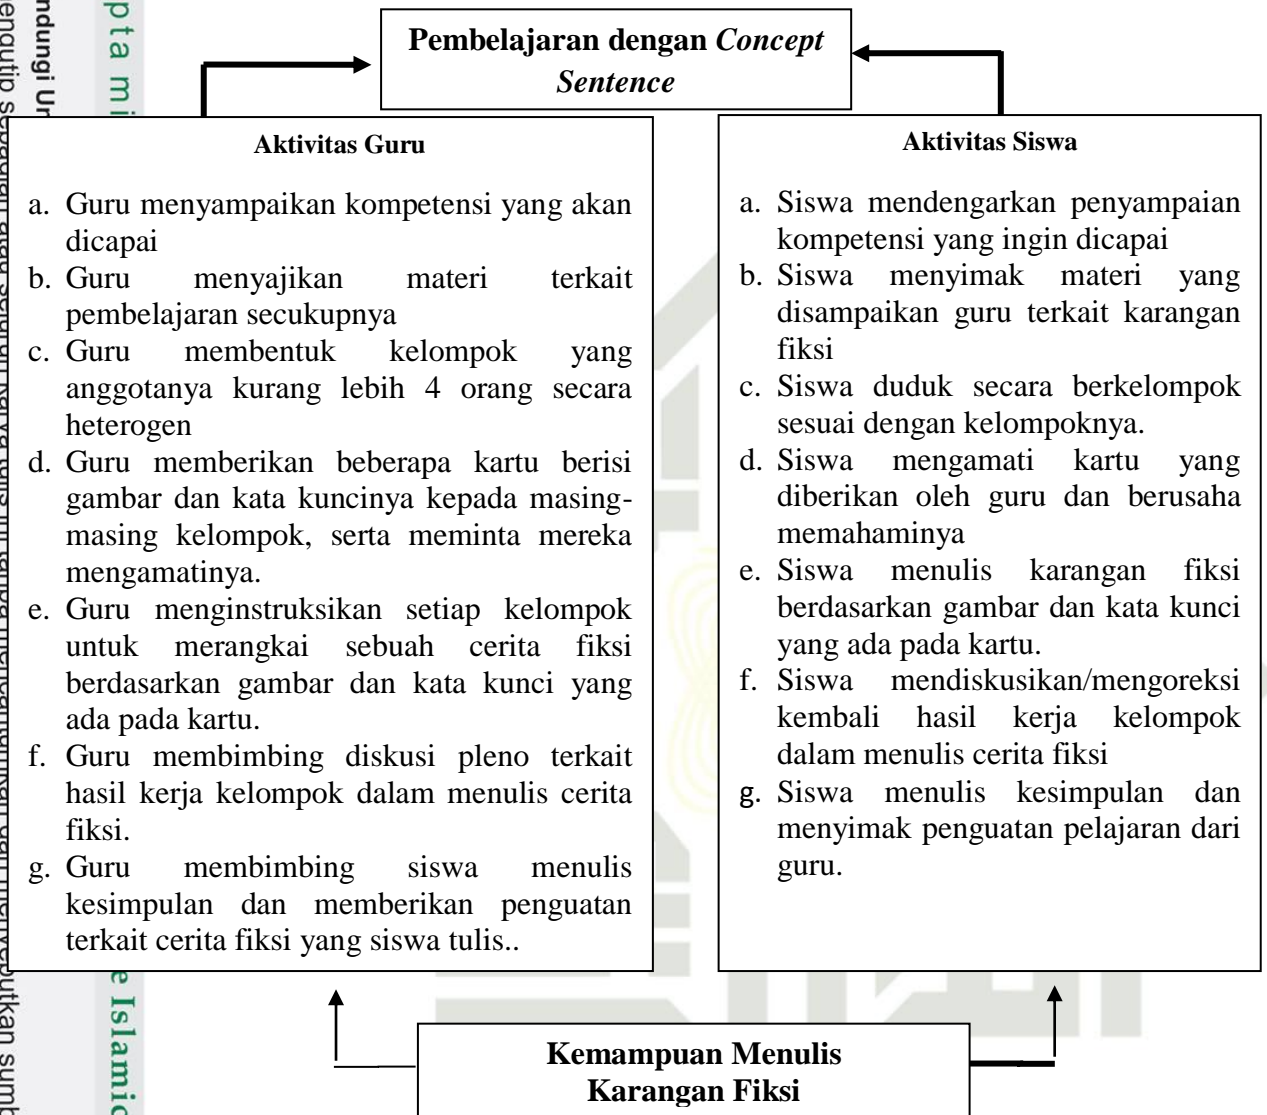 Pembelajaran dengan Concept
Sentence
Aktivitas Guru
a. Guru menyampaikan kompetensi yang akan
dicapai
b. Guru menyajikan materi terkait
pembelajaran secukupnya
c. Guru membentuk kelompok yang
anggotanya kurang lebih 4 orang secara
heterogen
d. Guru memberikan beberapa kartu berisi
gambar dan kata kuncinya kepada masing-
masing kelompok, serta meminta mereka
mengamatinya.
e. Guru menginstruksikan setiap kelompok
untuk merangkai sebuah cerita fiksi
berdasarkan gambar dan kata kunci yang
ada pada kartu.
f. Guru membimbing diskusi pleno terkait
hasil kerja kelompok dalam menulis cerita
fiksi.
g. Guru membimbing siswa menulis
kesimpulan dan memberikan penguatan
terkait cerita fiksi yang siswa tulis..
Aktivitas Siswa
a. Siswa mendengarkan penyampaian
kompetensi yang ingin dicapai
b. Siswa menyimak materi yang
disampaikan guru terkait karangan
fiksi
c. Siswa duduk secara berkelompok
sesuai dengan kelompoknya.
d. Siswa mengamati kartu yang
diberikan oleh guru dan berusaha
memahaminya
e. Siswa menulis karangan fiksi
berdasarkan gambar dan kata kunci
yang ada pada kartu.
f. Siswa mendiskusikan/mengoreksi
kembali hasil kerja kelompok
dalam menulis cerita fiksi
g. Siswa menulis kesimpulan dan
menyimak penguatan pelajaran dari
guru.
Kemampuan Menulis
Karangan Fiksi
pta mi
e Islamic
ndungi Un